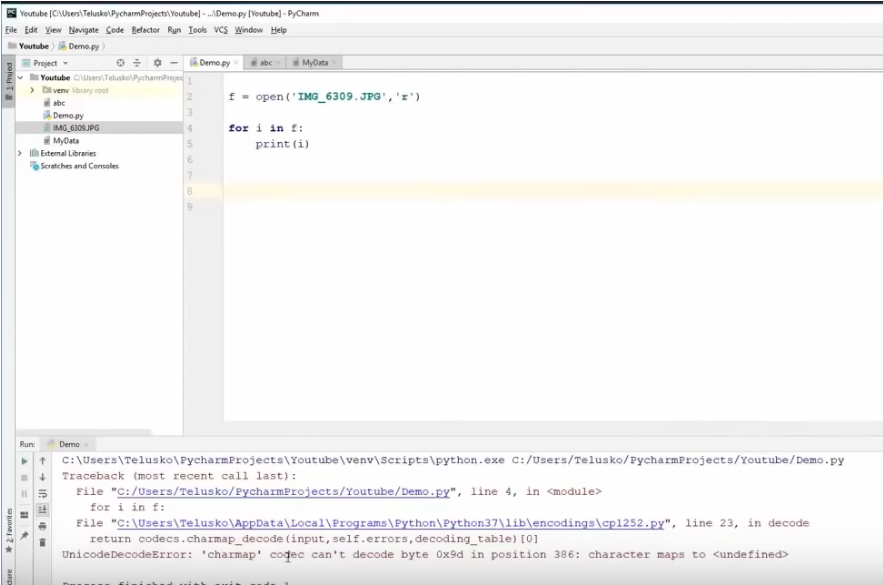 Youtube [C:\Users\Telusko\PycharmProjects\Youtube] - ...\Demo.py [Youtube] - PyCharm
File Edit View Navigate Code Refactor Run Tools VCS Window Help
Youtube Demo.py
1: Project
Project
Youtube C:\Users\Telusko\PycharmProjec
venv library root
abc
Demo.py
IMG_6309.JPG
MyData
External Libraries
Scratches and Consoles
Demo.py abc MyData
1
2 f = open('IMG_6309.JPG','r')
3
4 for i in f:
5 print(i)
6
7
8
9
Run: Demo
C:\Users\Telusko\PycharmProjects\Youtube\venv\Scripts\python.exe C:/Users/Telusko/PycharmProjects/Youtube/Demo.py
Traceback (most recent call last):
File "C:/Users/Telusko/PycharmProjects/Youtube/Demo.py", line 4, in <module>
for i in f:
File "C:\Users\Telusko\AppData\Local\Programs\Python\Python37\lib\encodings\cp1252.py", line 23, in decode
return codecs.charmap_decode(input,self.errors,decoding_table)[0]
UnicodeDecodeError: 'charmap' codec can't decode byte 0x9d in position 386: character maps to <undefined>
Process finished with exit code 1
2: Favorites